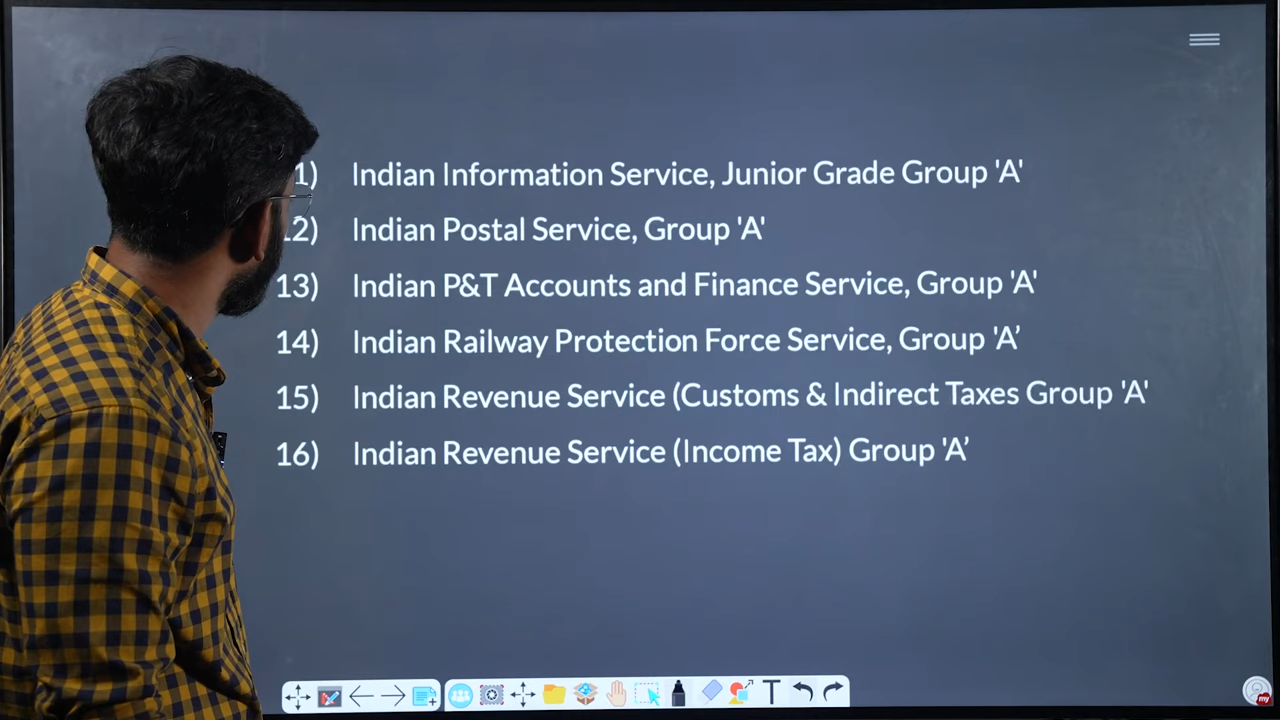 1) Indian Information Service, Junior Grade Group 'A'
12) Indian Postal Service, Group 'A'
13) Indian P&T Accounts and Finance Service, Group 'A'
14) Indian Railway Protection Force Service, Group 'A’
15) Indian Revenue Service (Customs & Indirect Taxes Group 'A'
16) Indian Revenue Service (Income Tax) Group 'A’
T
my